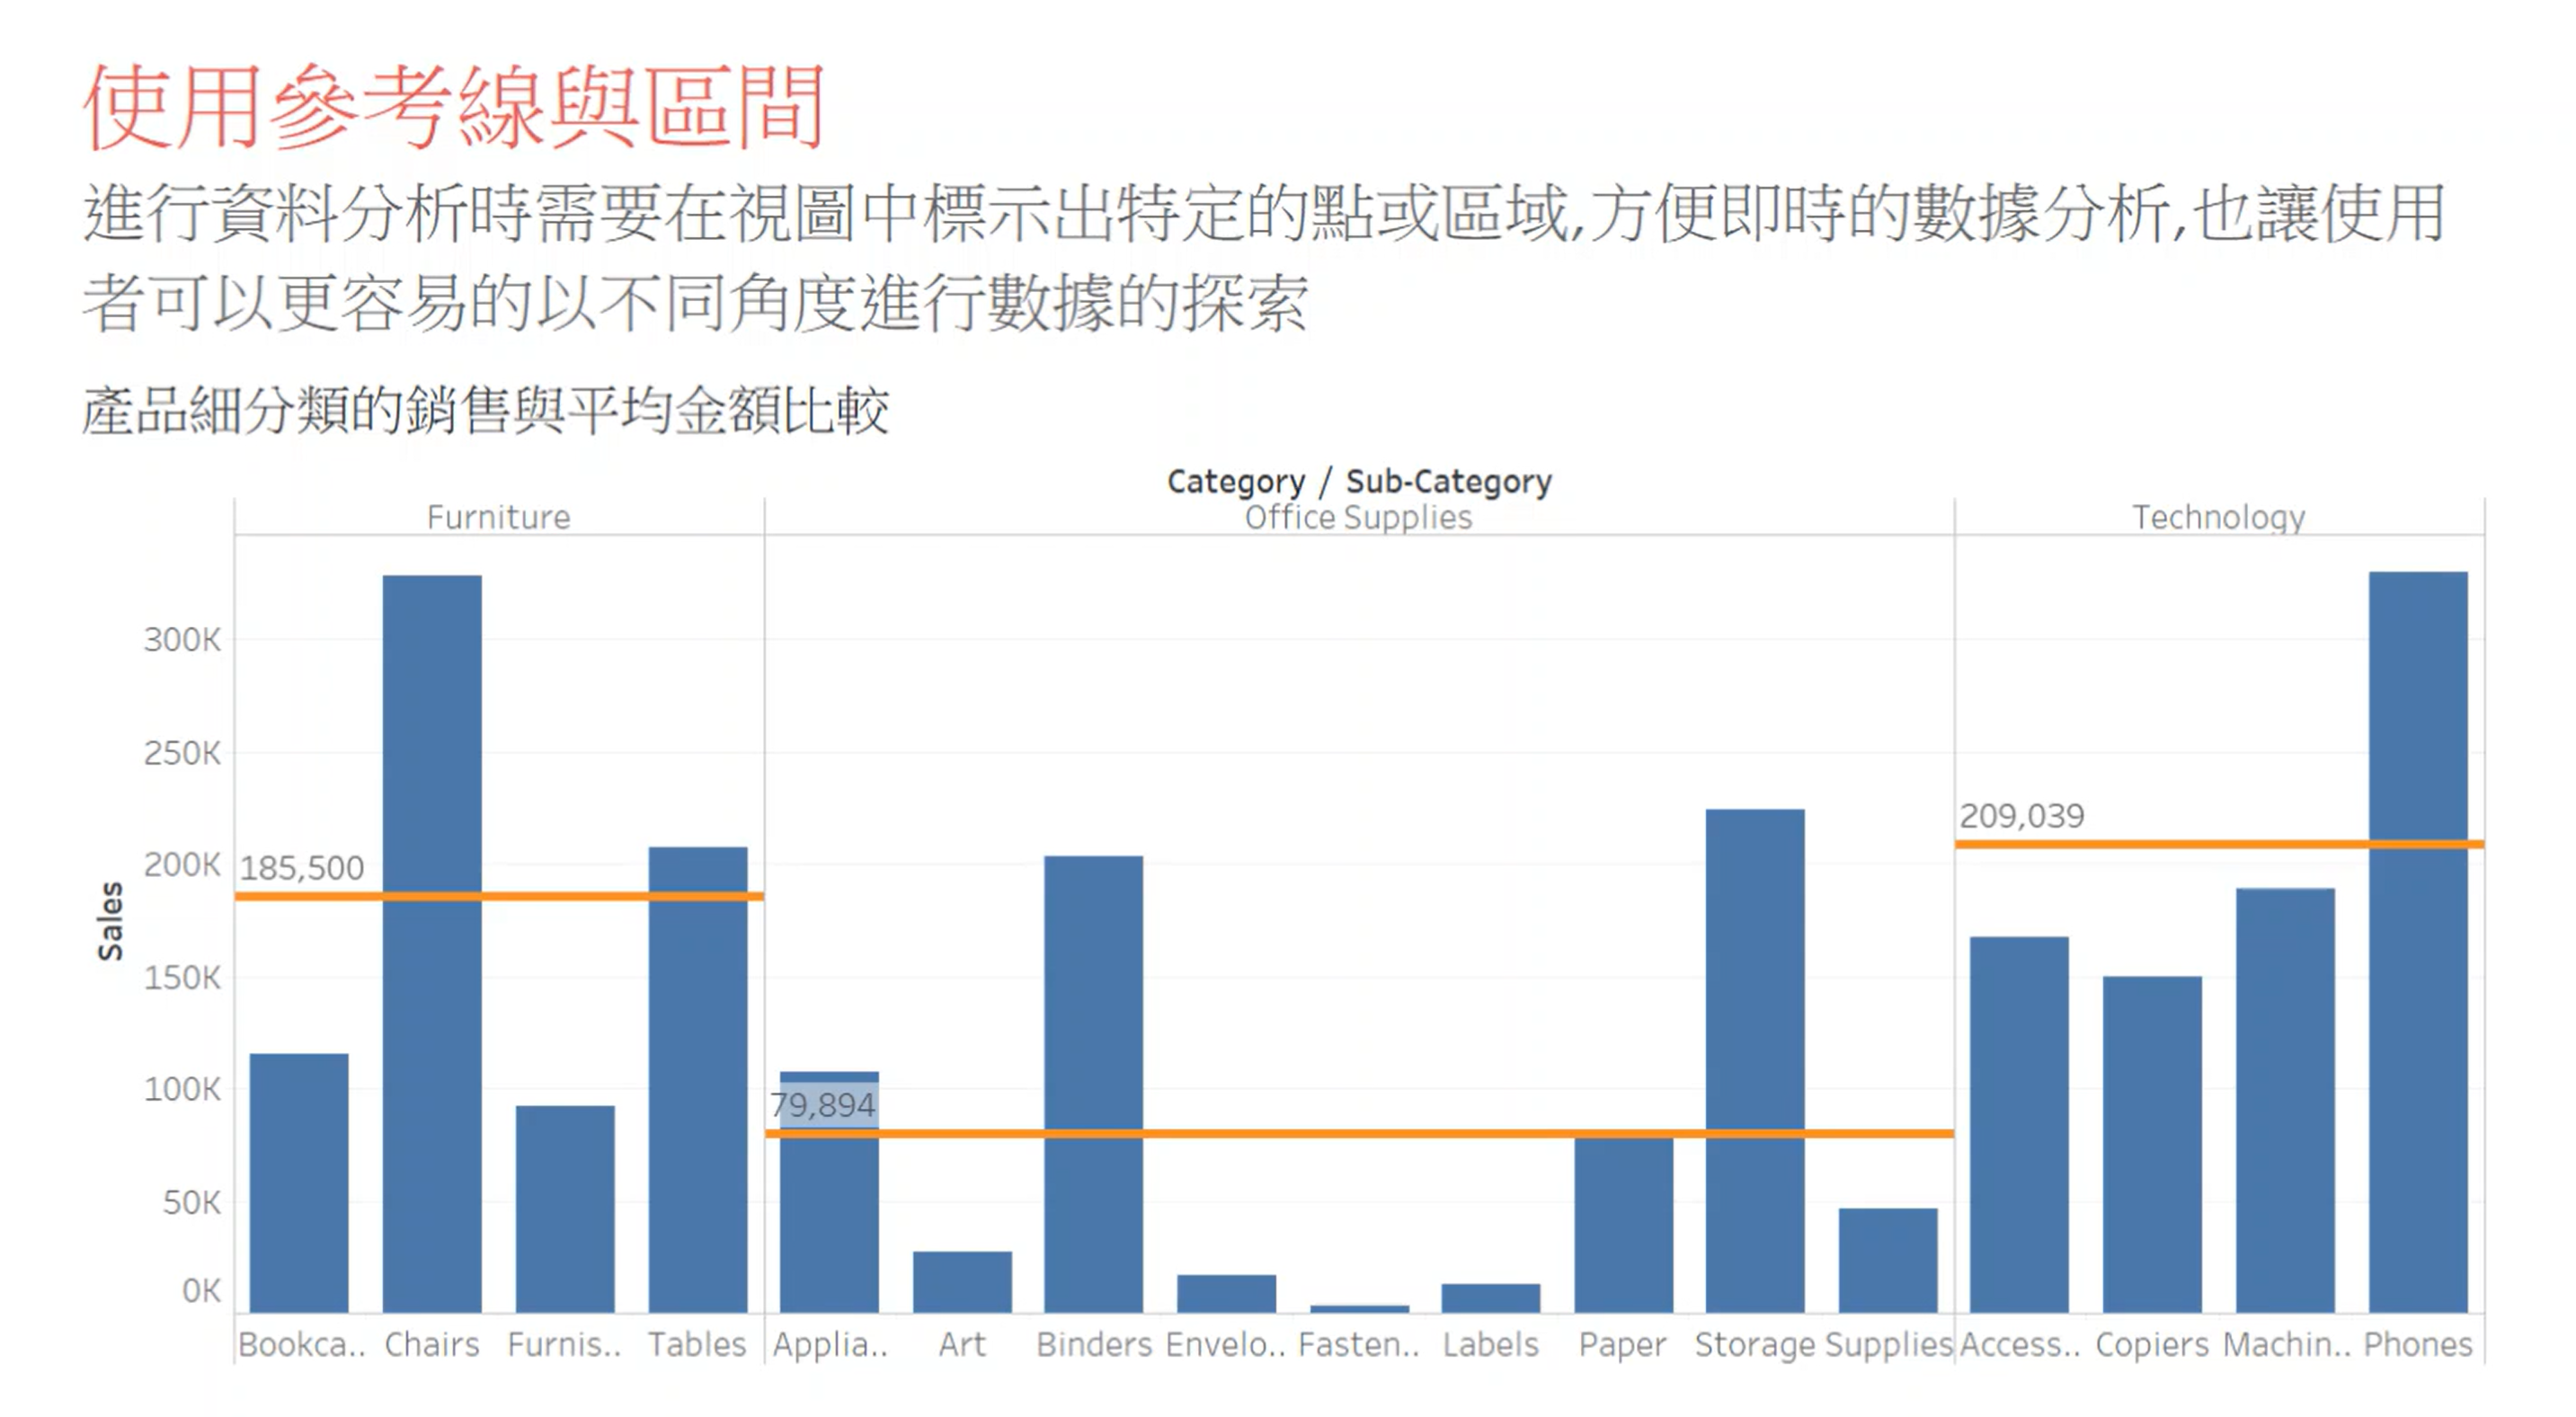 使用參考線與區間
進行資料分析時需要在視圖中標示出特定的點或區域,方便即時的數據分析,也讓使用
者可以更容易的以不同角度進行數據的探索
產品細分類的銷售與平均金額比較
Category / Sub-Category
Furniture
Office Supplies
Technology
300K
250K
200K
150K
100K
50K
0K
Sales
185,500
79,894
209,039
Bookca.. Chairs Furnis.. Tables Applia.. Art Binders Envelo.. Fasten.. Labels Paper Storage Supplies Access.. Copiers Machin.. Phones